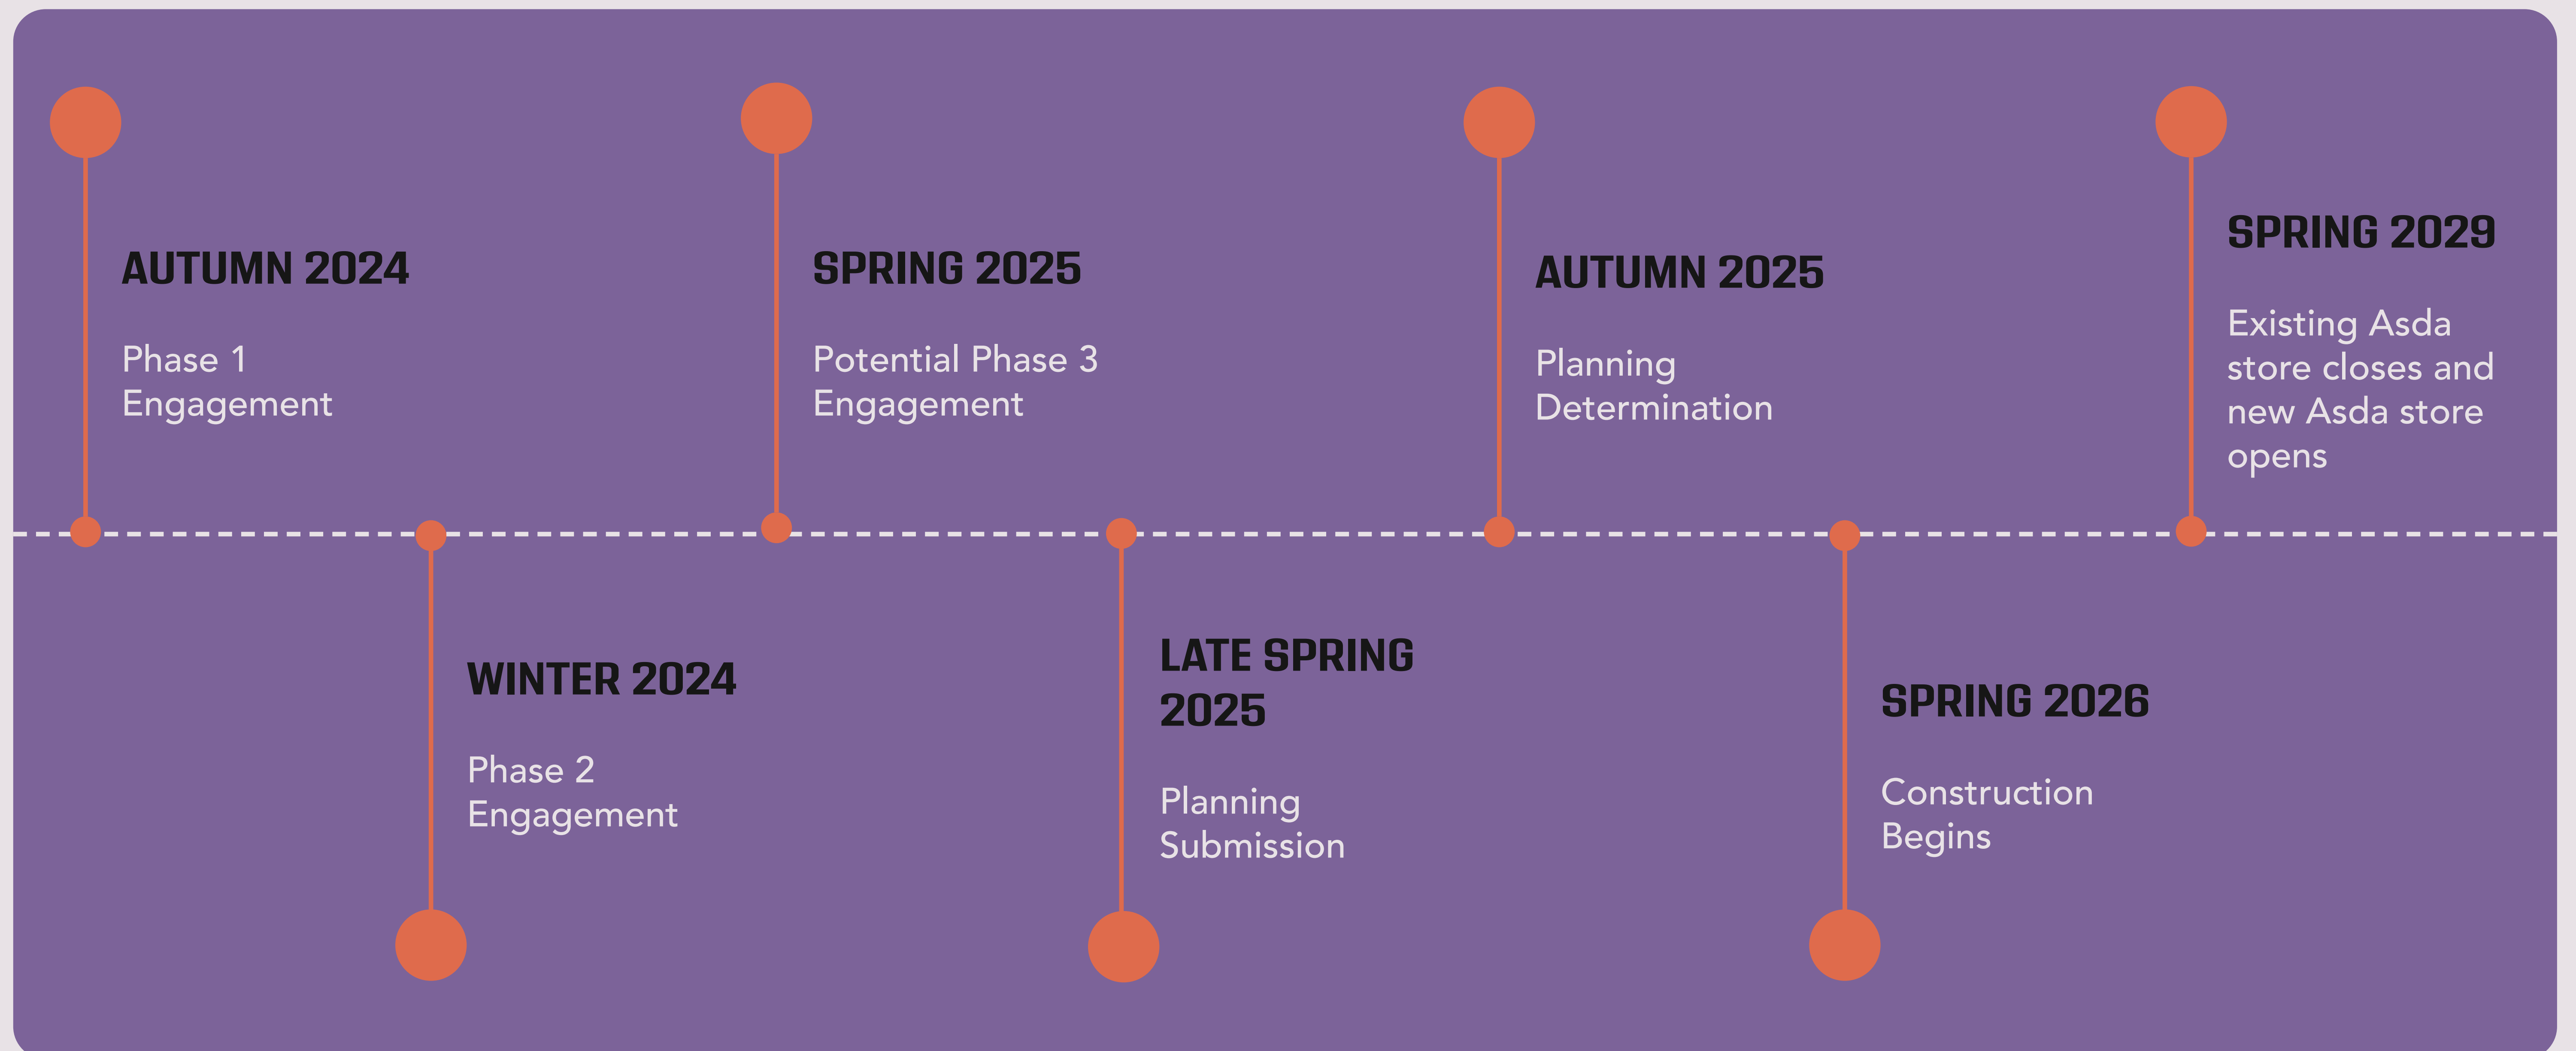 AUTUMN 2024
Phase 1
Engagement
WINTER 2024
Phase 2
Engagement
SPRING 2025
Potential Phase 3
Engagement
LATE SPRING
2025
Planning
Submission
AUTUMN 2025
Planning
Determination
SPRING 2026
Construction
Begins
SPRING 2029
Existing Asda
store closes and
new Asda store
opens